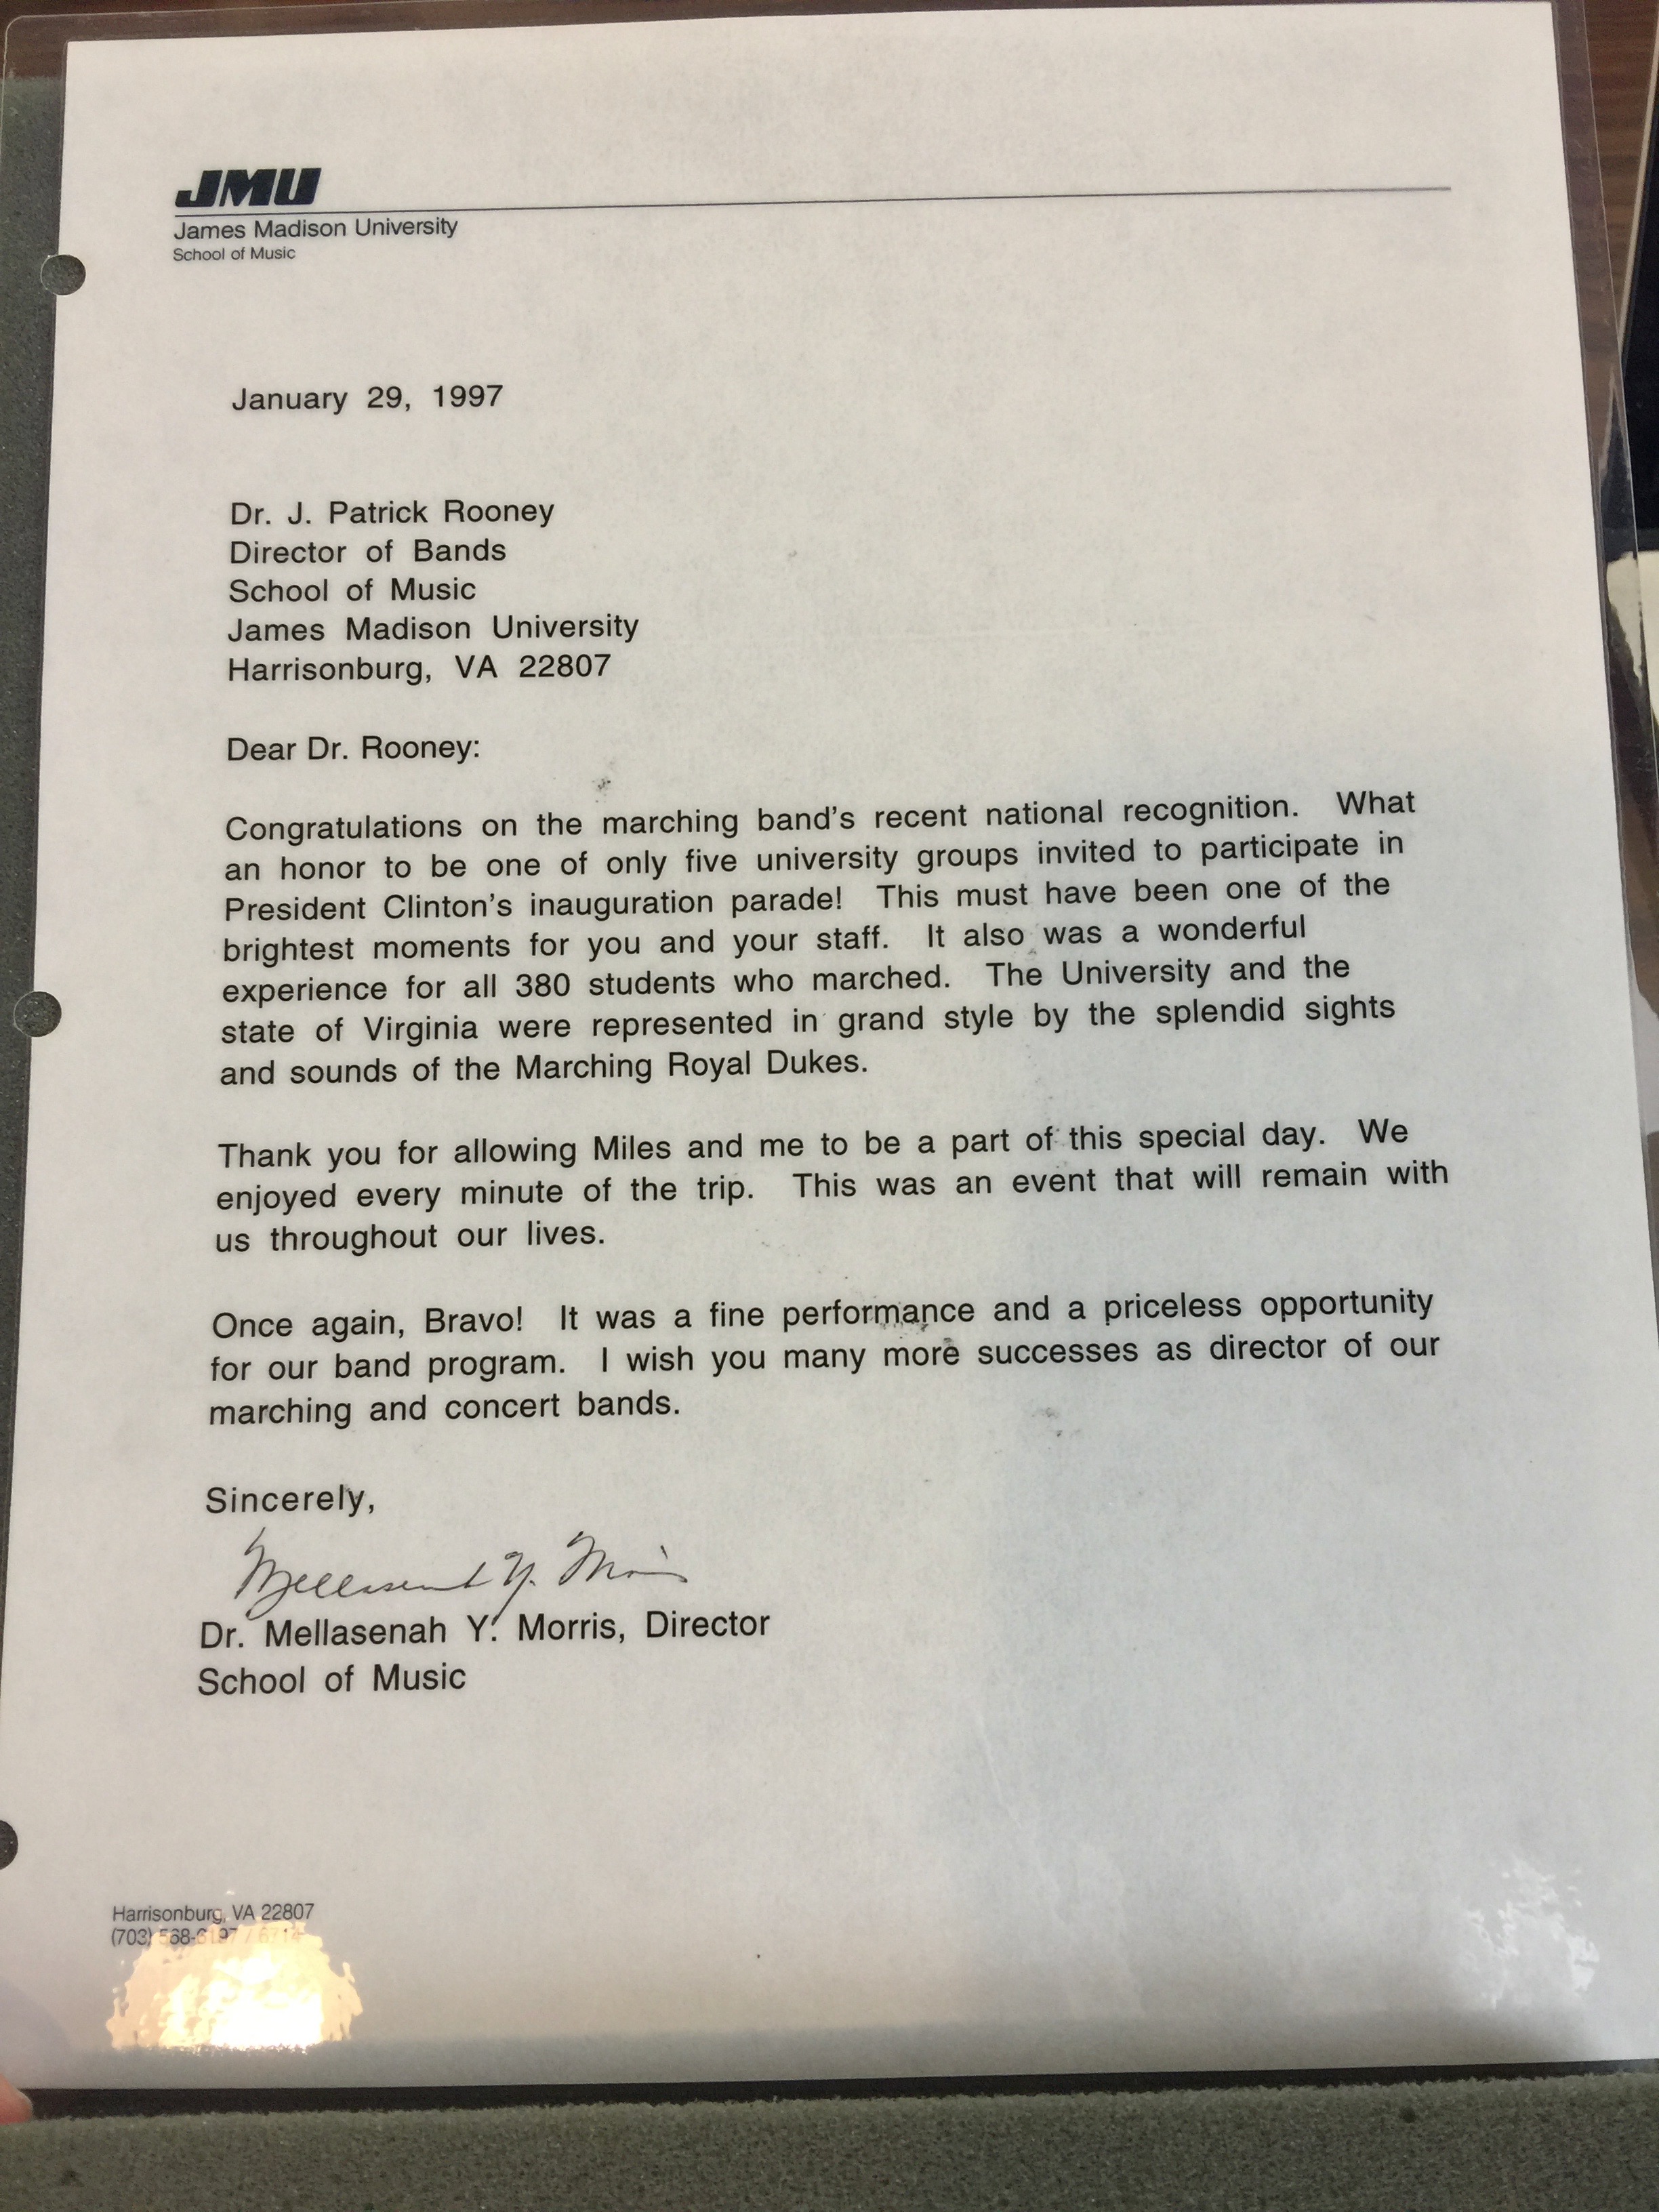 JMU
James Madison University
School of Music
January 29, 1997
Dr. J. Patrick Rooney
Director of Bands
School of Music
James Madison University
Harrisonburg, VA 22807
Dear Dr. Rooney:
Congratulations on the marching band's recent national recognition. What
an honor to be one of only five university groups invited to participate in
President Clinton's inauguration parade! This must have been one of the
brightest moments for you and your staff. It also was a wonderful
experience for all 380 students who marched. The University and the
state of Virginia were represented in grand style by the splendid sights
and sounds of the Marching Royal Dukes.
Thank you for allowing Miles and me to be a part of this special day. We
enjoyed every minute of the trip. This was an event that will remain with
us throughout our lives.
Once again, Bravo! It was a fine performance and a priceless opportunity
for our band program. I wish you many more successes as director of our
marching and concert bands.
Sincerely,
Mellasenah Y. Morris
Dr. Mellasenah Y. Morris, Director
School of Music
Harrisonburg, VA 22807
(703)